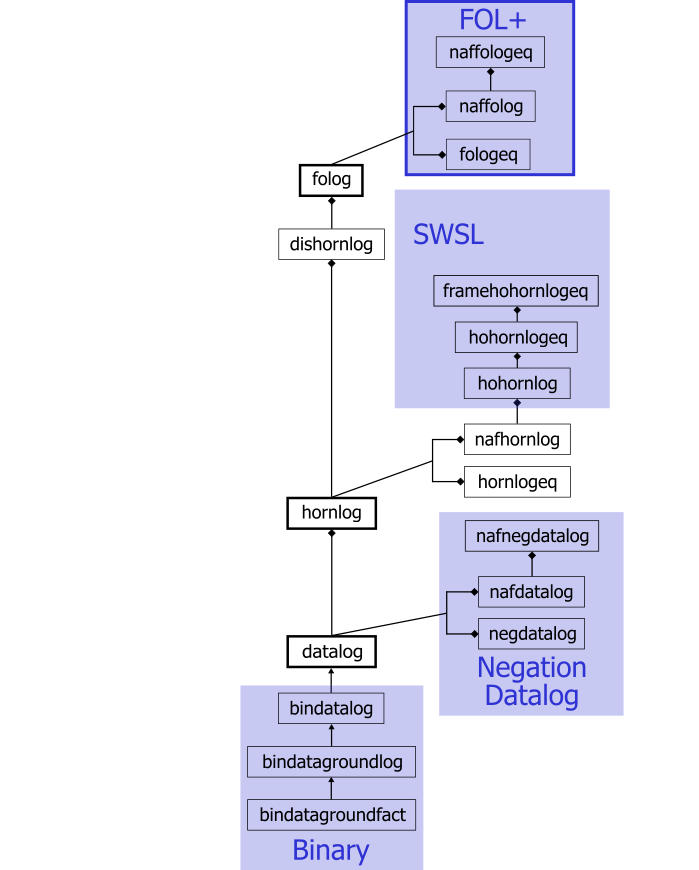 FOL+
naffologeq
naffolog
fologeq
folog
dishornlog
SWSL
framehohornlogeq
hohornlogeq
hohornlog
nafhornlog
hornlogeq
hornlog
nafnegdatalog
nafdatalog
negdatalog
Negation
Datalog
datalog
bindatalog
bindatagroundlog
bindatagroundfact
Binary